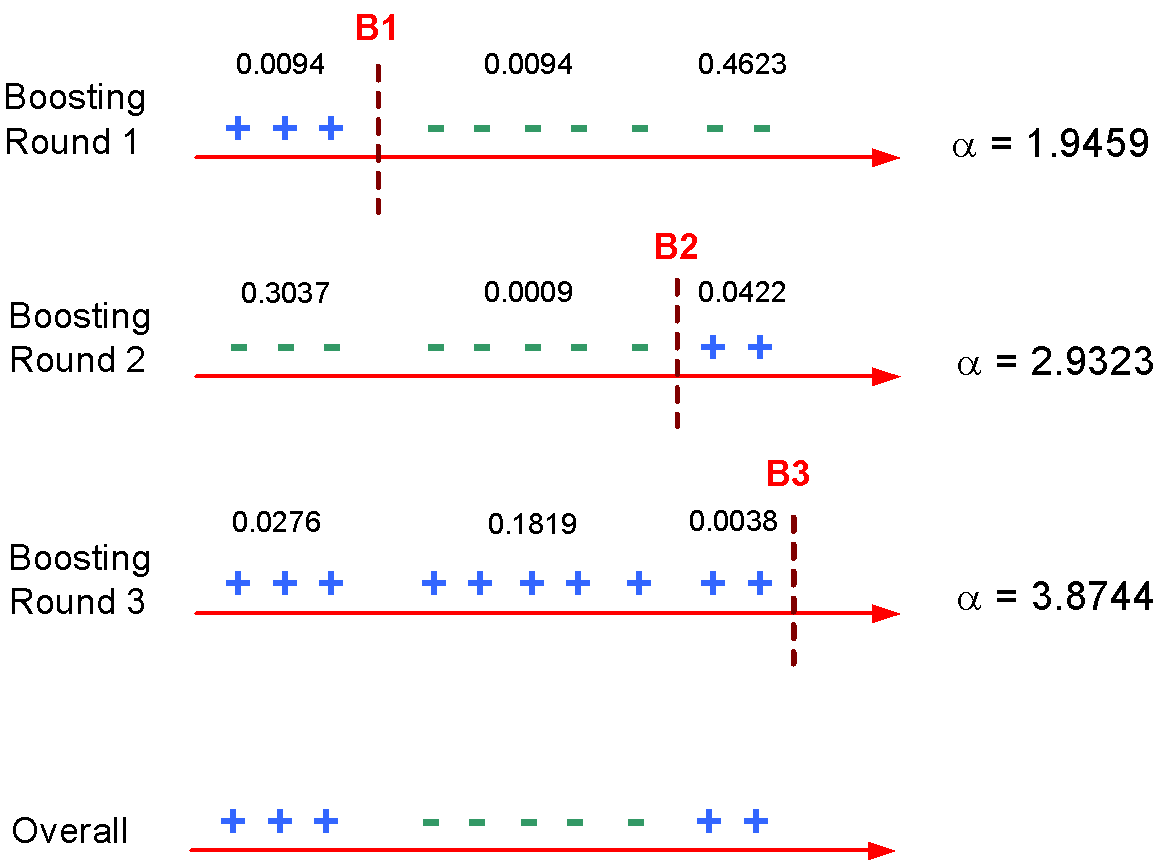 B1
0.0094 0.0094 0.4623
Boosting
Round 1
+ + + - - - - - - -
α = 1.9459
B2
0.3037 0.0009 0.0422
Boosting
Round 2
- - - - - - - - + +
α = 2.9323
B3
0.0276 0.1819 0.0038
Boosting
Round 3
+ + + + + + + + + +
α = 3.8744
Overall
+ + + - - - - - + +